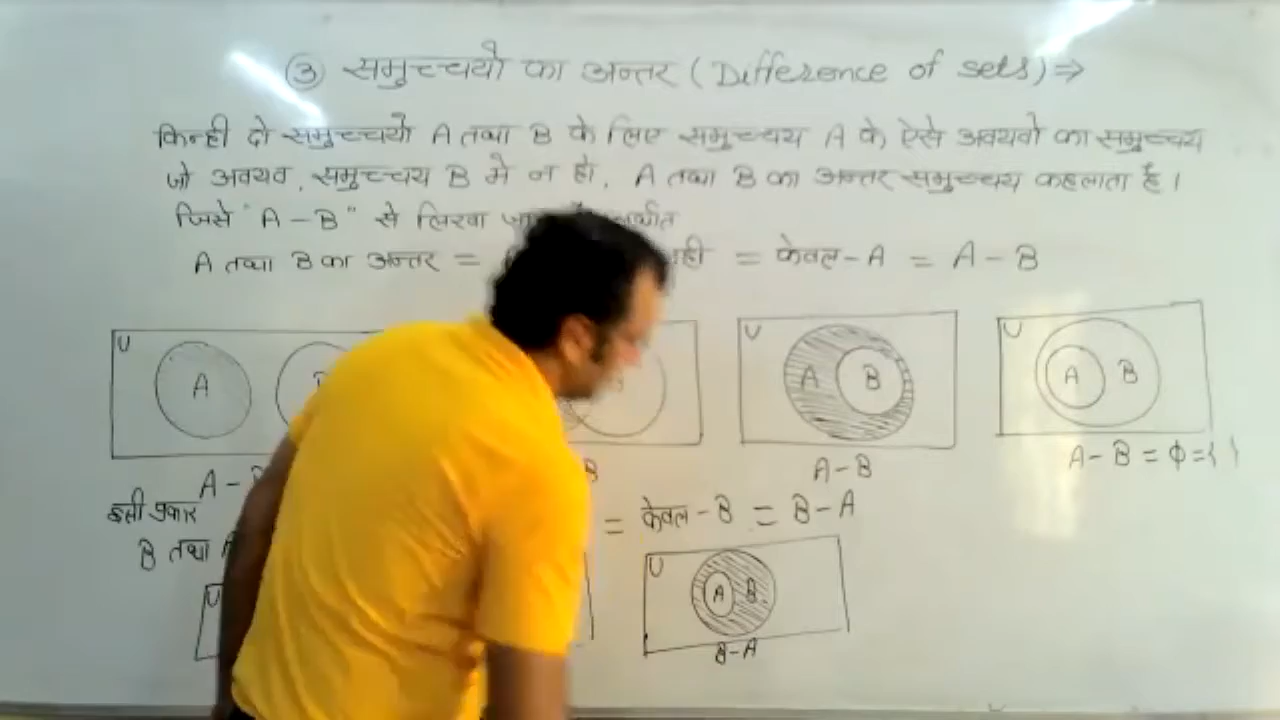 ③ समुच्चयो का अन्तर (Difference of sets) ⇒
किन्ही दो समुच्चयो A तथा B के लिए समुच्चय A के ऐसे अवयवो का समुच्चय
जो अवयव, समुच्चय B मे न हो, A तथा B का अन्तर समुच्चय कहलाता है।
जिसे "A-B" से लिखा
A तथा B का अन्तर = = केवल-A = A-B
U A
U
U A B
U A B
A-
B
A-B
A-B = ϕ = { }
इसी प्रकार
= केवल-B = B-A
B तथा A
U
U A B
B-A